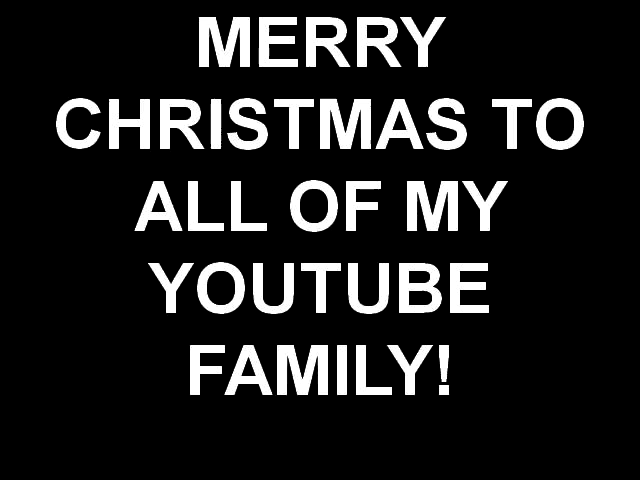 MERRY
CHRISTMAS TO
ALL OF MY
YOUTUBE
FAMILY!